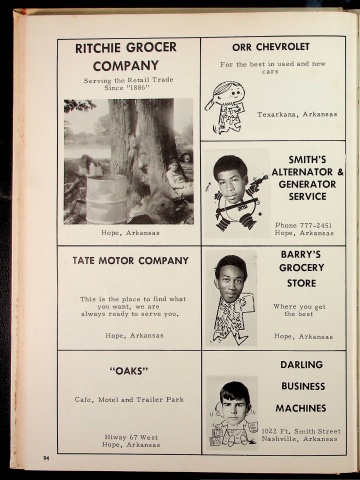 RITCHIE GROCER
COMPANY
Serving the Retail Trade
Since "1886"
Hope, Arkansas
TATE MOTOR COMPANY
This is the place to find what
you want, we are
always ready to serve you.
Hope, Arkansas
"OAKS"
Cafe, Motel and Trailer Park
Hiway 67 West
Hope, Arkansas
ORR CHEVROLET
For the best in used and new
cars
Texarkana, Arkansas
SMITH'S
ALTERNATOR &
GENERATOR
SERVICE
Phone 777-2451
Hope, Arkansas
BARRY'S
GROCERY
STORE
Where you get
the best
Hope, Arkansas
DARLING
BUSINESS
MACHINES
1022 Ft. Smith Street
Nashville, Arkansas
94